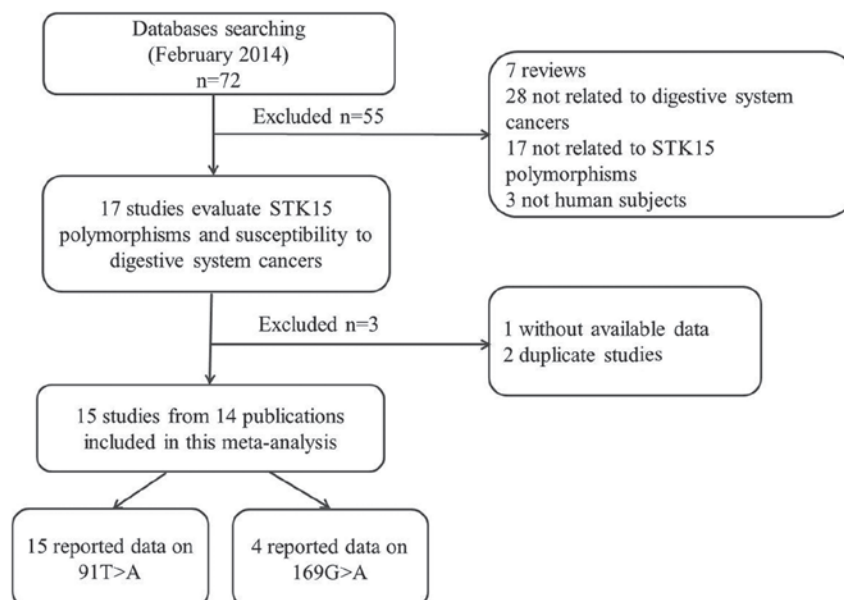 Databases searching
(February 2014)
n=72
Excluded n=55
7 reviews
28 not related to digestive system
cancers
17 not related to STK15
polymorphisms
3 not human subjects
17 studies evaluate STK15
polymorphisms and susceptibility to
digestive system cancers
Excluded n=3
1 without available data
2 duplicate studies
15 studies from 14 publications
included in this meta-analysis
15 reported data on
91T>A
4 reported data on
169G>A